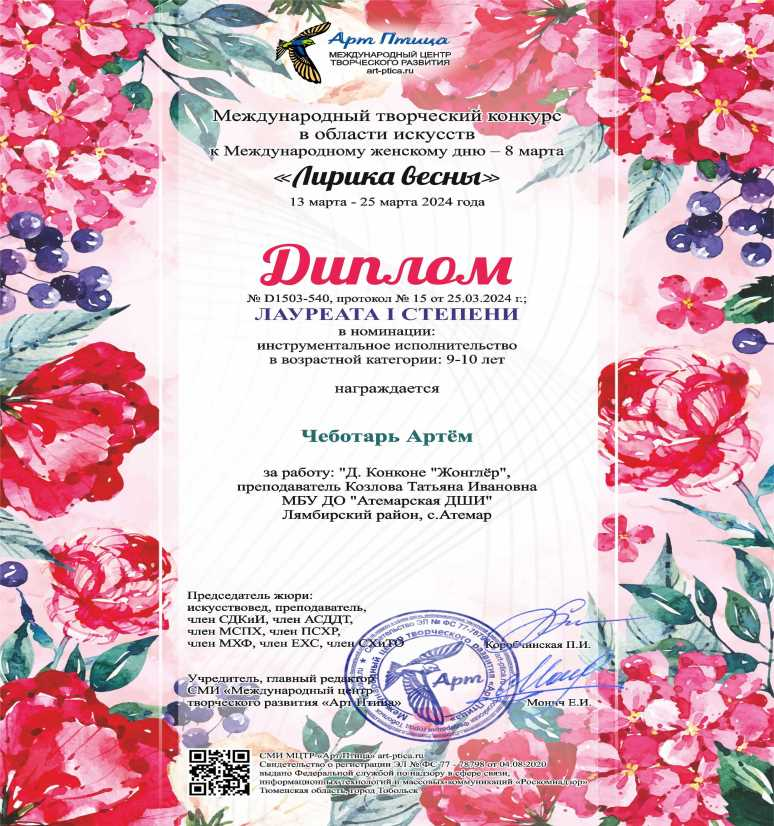 Арт Птица
МЕЖДУНАРОДНЫЙ ЦЕНТР
ТВОРЧЕСКОГО РАЗВИТИЯ
art-ptica.ru
Международный творческий конкурс
в области искусств
к Международному женскому дню – 8 марта
«Лирика весны»
13 марта - 25 марта 2024 года
Диплом
№ D1503-540, протокол № 15 от 25.03.2024 г.;
ЛАУРЕАТА I СТЕПЕНИ
в номинации:
инструментальное исполнительство
в возрастной категории: 9-10 лет
награждается
Чеботарь Артём
за работу: "Д. Конконе "Жонглёр",
преподаватель Козлова Татьяна Ивановна
МБУ ДО "Атемарская ДШИ"
Лямбирский район, с.Атемар
Председатель жюри:
искусствовед, преподаватель,
член СДКиИ, член АСДДТ,
член МСПХ, член ПСХР,
член МХФ, член ЕХС, член СХиТО
Коробчинская П.И.
Учредитель, главный редактор
СМИ «Международный центр
творческого развития «Арт Птица»
Монич Е.И.
Арт
СМИ МЦТР «Арт Птица» art-ptica.ru
Свидетельство о регистрации ЭЛ № ФС 77 - 78798 от 04.08.2020
выдано Федеральной службой по надзору в сфере связи,
информационных технологий и массовых коммуникаций «Роскомнадзор»
Тюменская область, город Тобольск